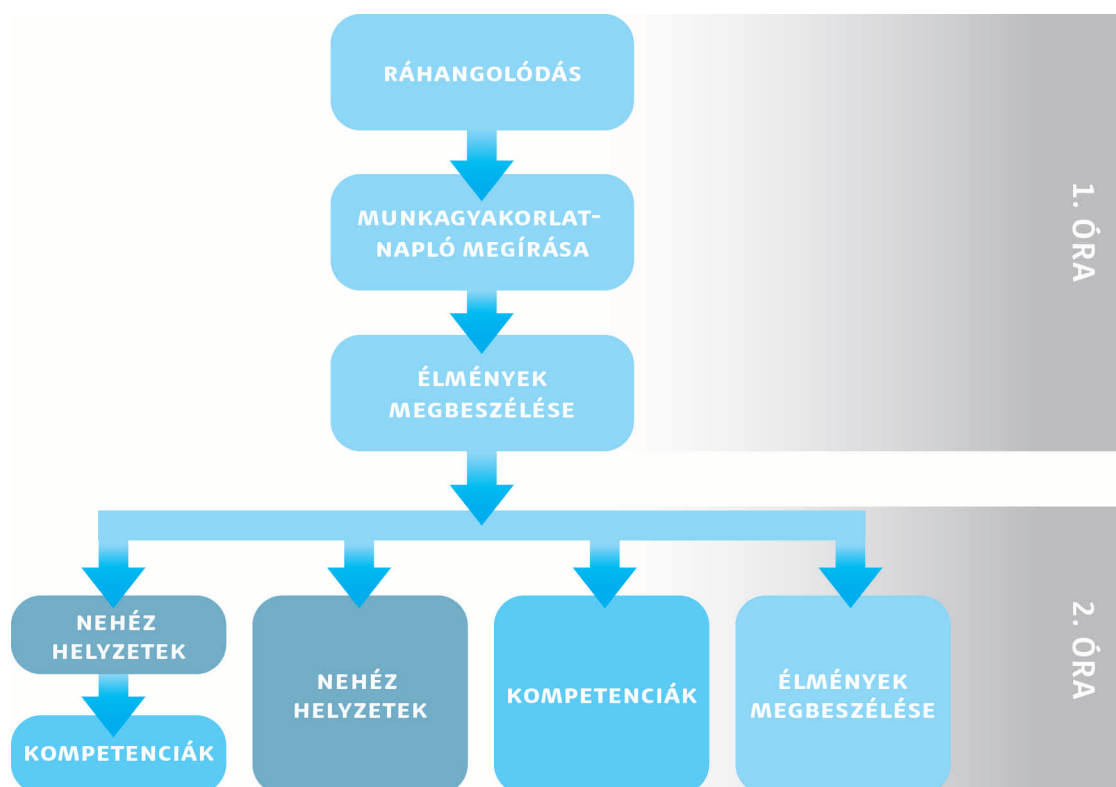 RÁHANGOLÓDÁS
MUNKAGYAKORLAT-
NAPLÓ MEGÍRÁSA
ÉLMÉNYEK
MEGBESZÉLÉSE
1. ÓRA
NEHÉZ
HELYZETEK
KOMPETENCIÁK
NEHÉZ
HELYZETEK
KOMPETENCIÁK
ÉLMÉNYEK
MEGBESZÉLÉSE
2. ÓRA